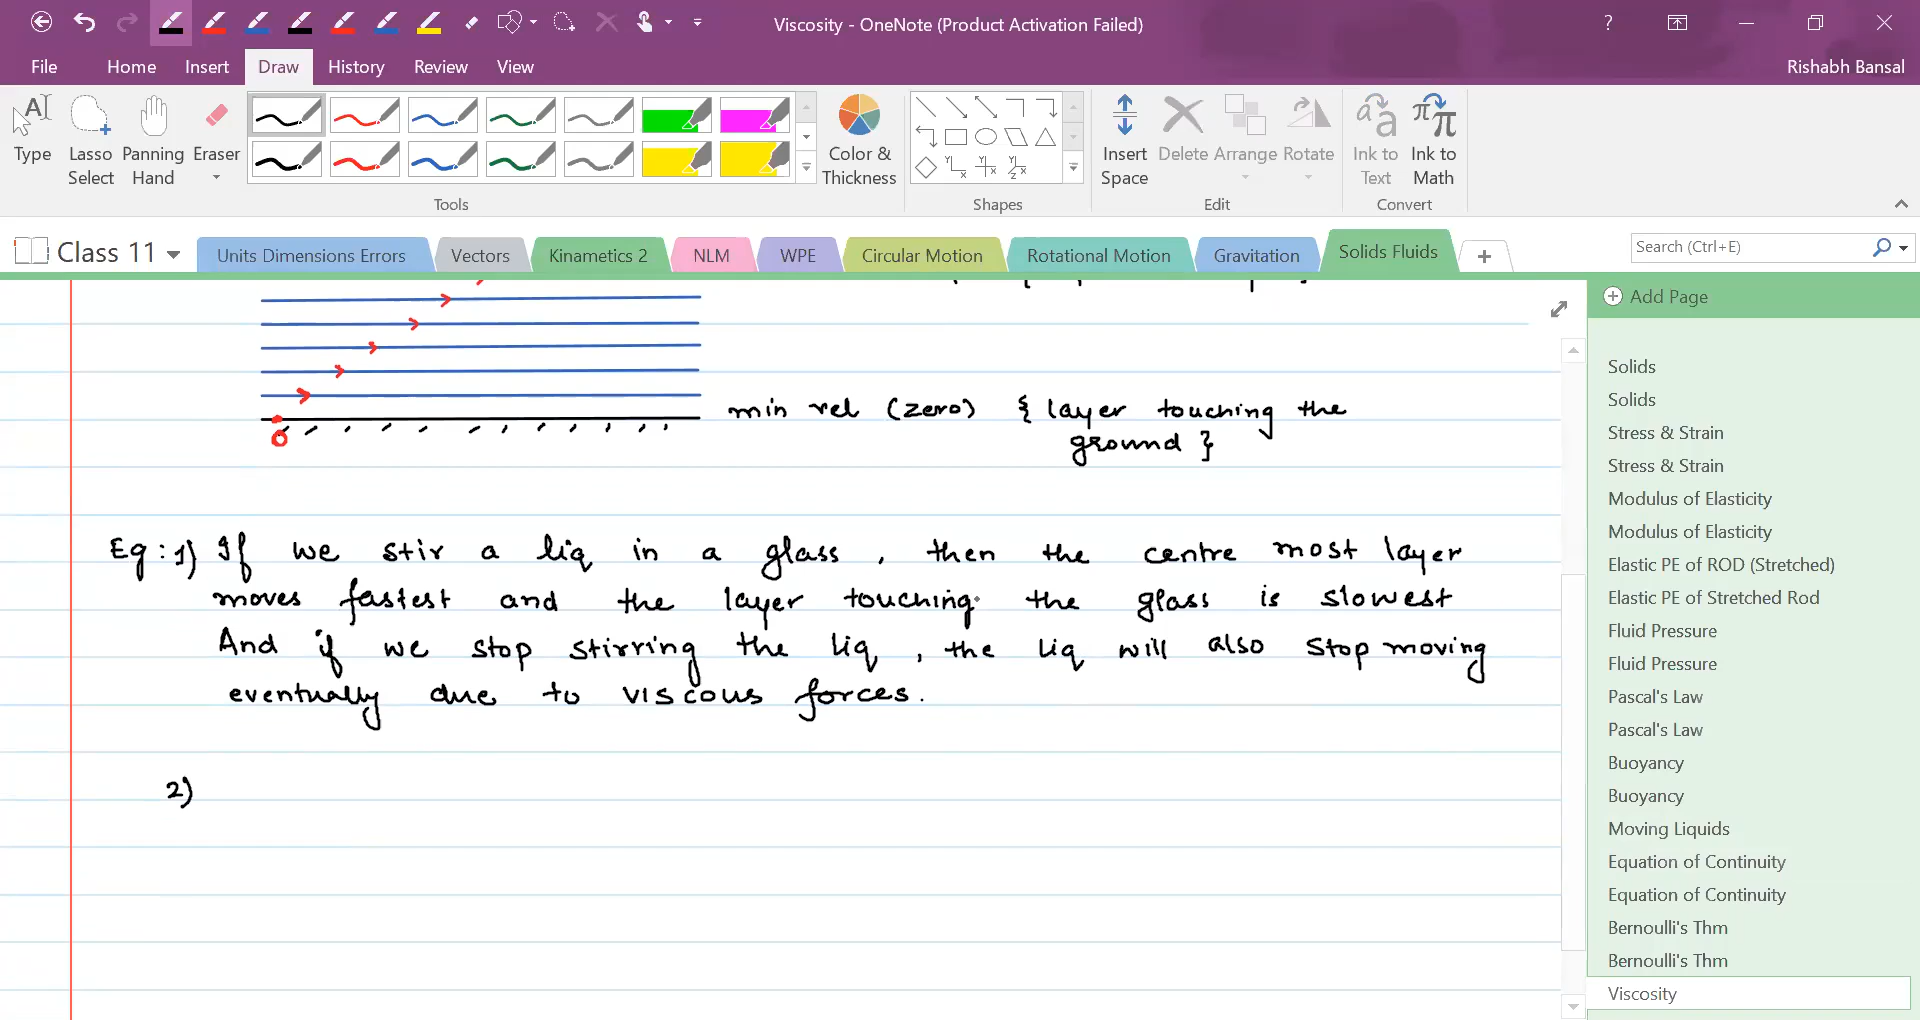 Viscosity - OneNote (Product Activation Failed)
?
File Home Insert Draw History Review View
Rishabh Bansal
Type
Lasso Select
Panning Hand
Eraser
Tools
Color & Thickness
Shapes
Insert Space
Delete
Arrange
Rotate
Edit
Ink to Text
Ink to Math
Convert
Class 11
Units Dimensions Errors
Vectors
Kinametics 2
NLM
WPE
Circular Motion
Rotational Motion
Gravitation
Solids Fluids
Search (Ctrl+E)
Add Page
Solids
Solids
Stress & Strain
Stress & Strain
Modulus of Elasticity
Modulus of Elasticity
Elastic PE of ROD (Stretched)
Elastic PE of Stretched Rod
Fluid Pressure
Fluid Pressure
Pascal's Law
Pascal's Law
Buoyancy
Buoyancy
Moving Liquids
Equation of Continuity
Equation of Continuity
Bernoulli's Thm
Bernoulli's Thm
Viscosity
min vel (zero) { layer touching the
ground }
Eg : 1) If we stir a liq in a glass , then the centre most layer
moves fastest and the layer touching the glass is slowest
And if we stop stirring the liq , the liq will also stop moving
eventually due to viscous forces.
2)